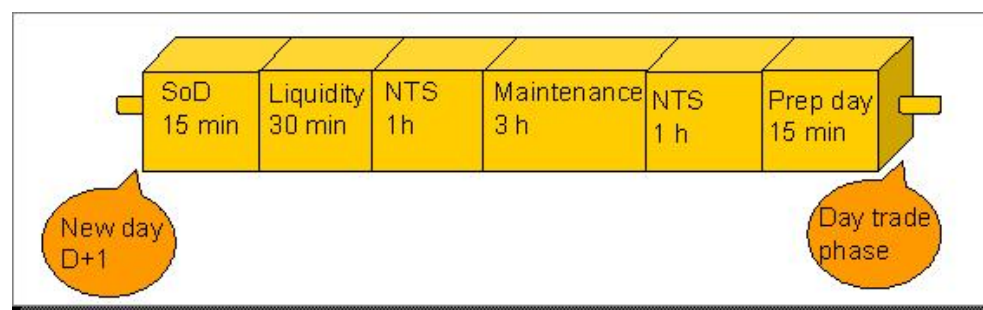 SoD
15 min
Liquidity
30 min
NTS
1h
Maintenance
3 h
NTS
1 h
Prep day
15 min
New day
D+1
Day trade
phase